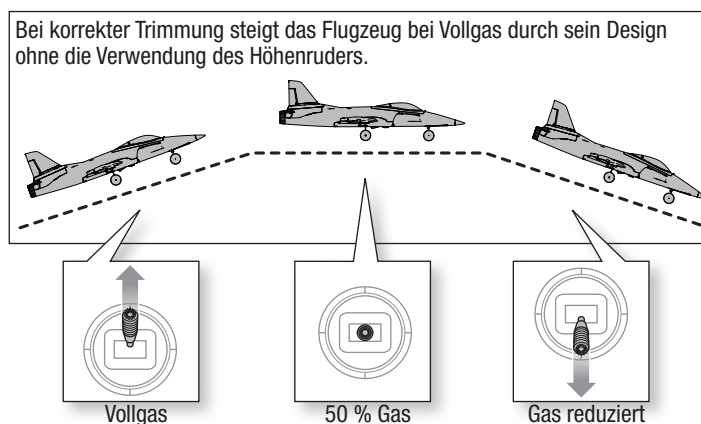 Bei korrekter Trimmung steigt das Flugzeug bei Vollgas durch sein Design
ohne die Verwendung des Höhenruders.
Vollgas
50 % Gas
Gas reduziert